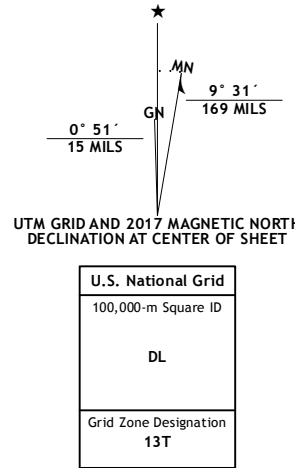 MN
GN
9° 31´
169 MILS
0° 51´
15 MILS
UTM GRID AND 2017 MAGNETIC NORTH
DECLINATION AT CENTER OF SHEET
U.S. National Grid
100,000-m Square ID
DL
Grid Zone Designation
13T